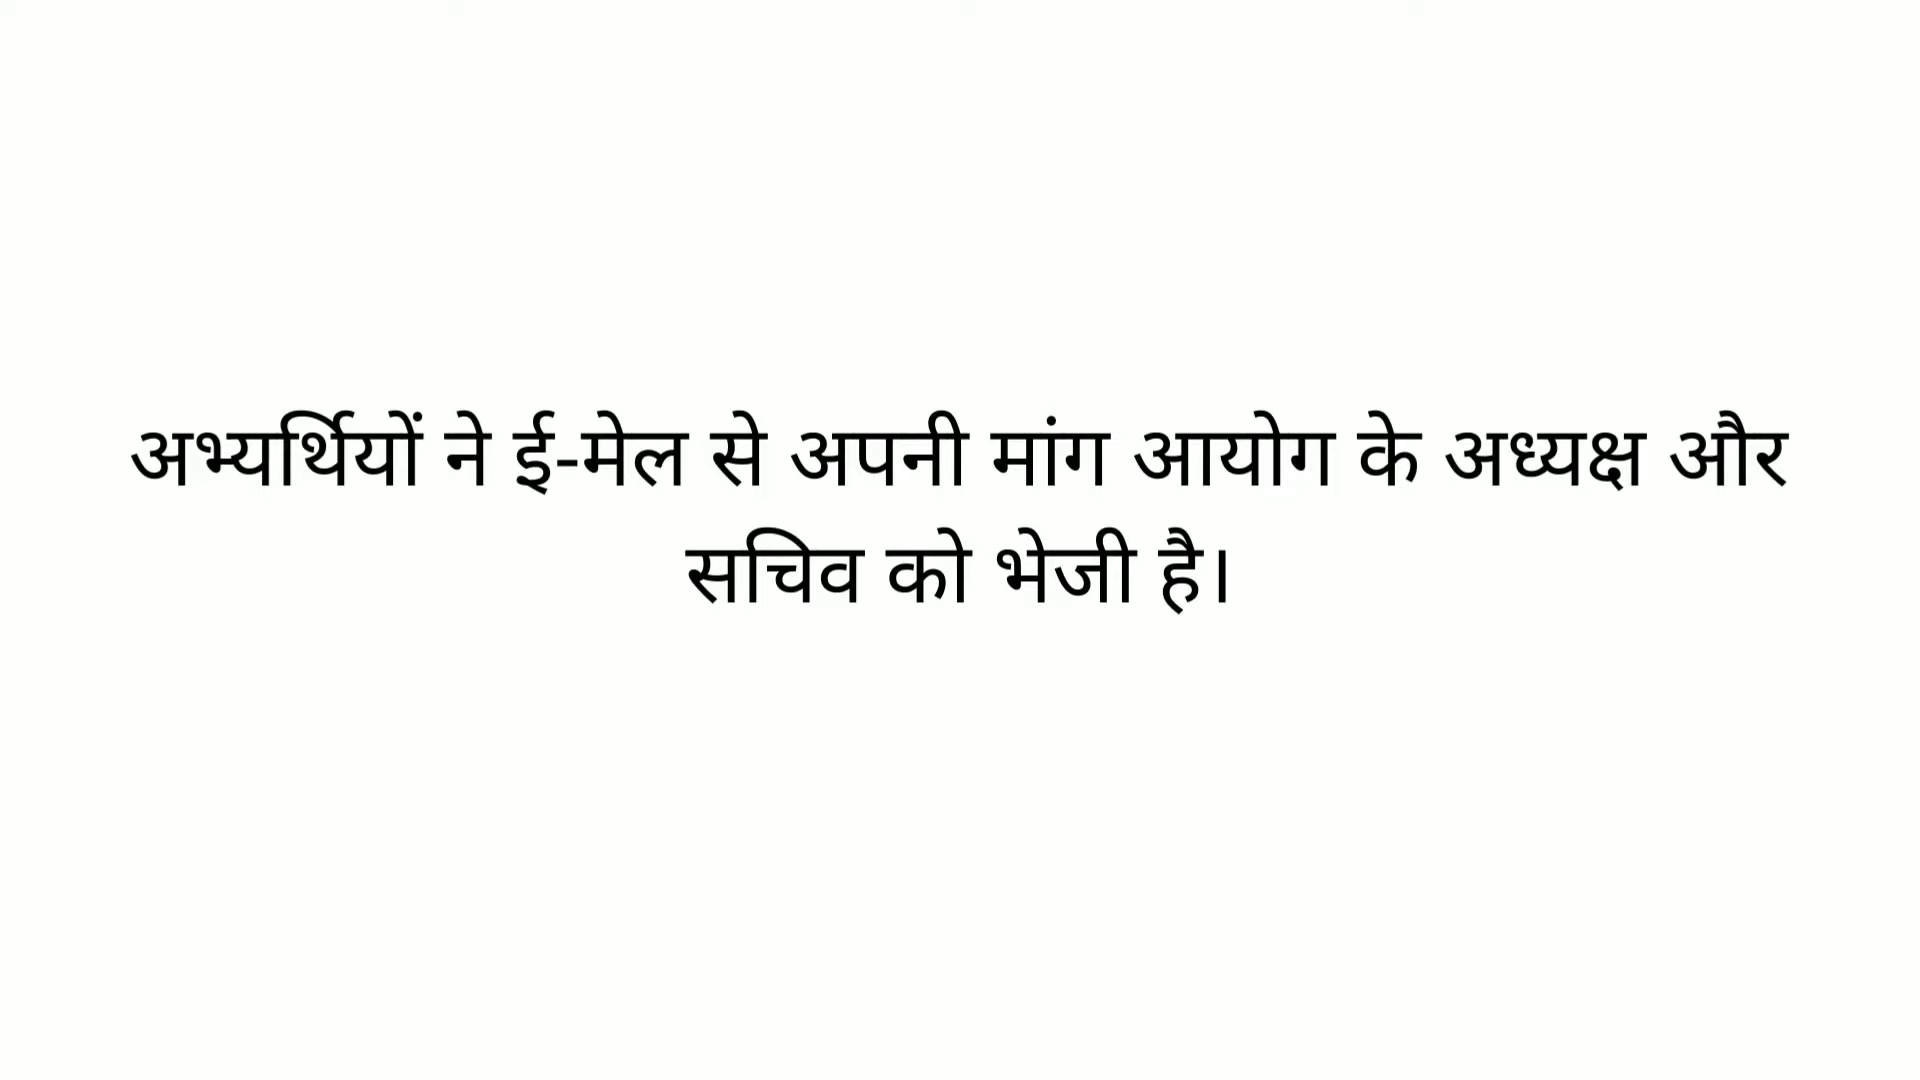 अभ्यर्थियों ने ई-मेल से अपनी मांग आयोग के अध्यक्ष और
सचिव को भेजी है।